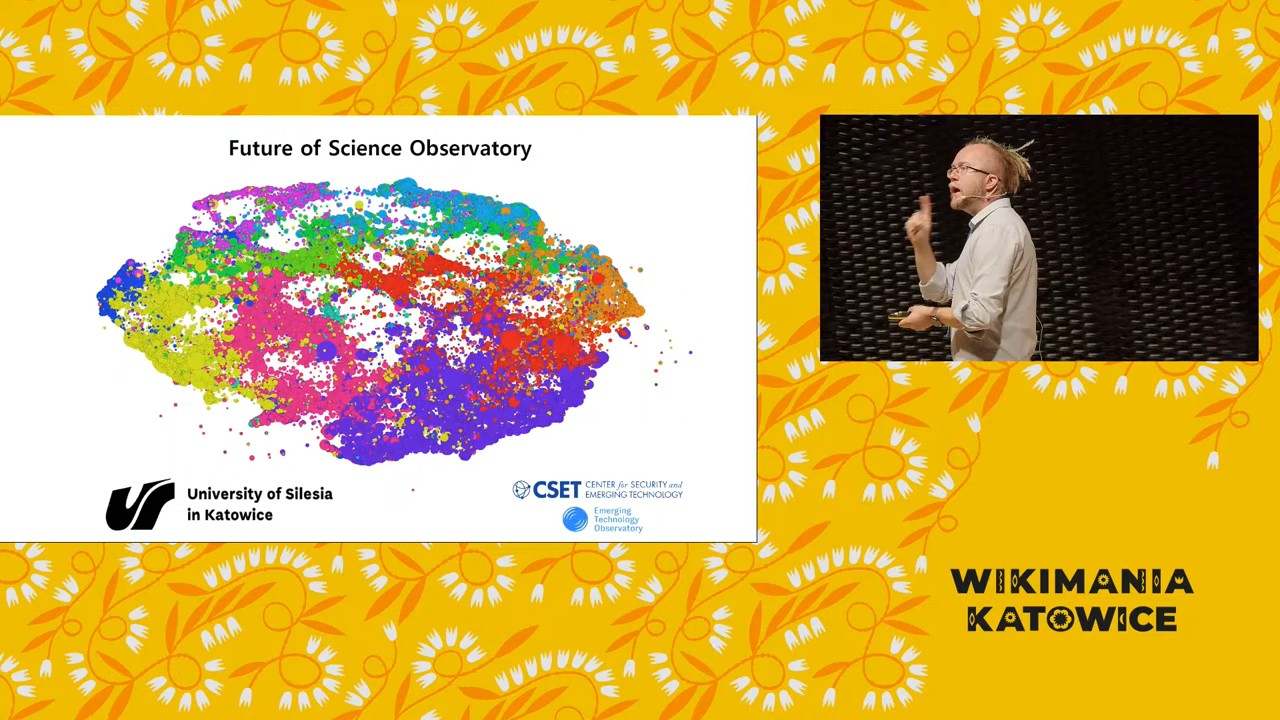 Future of Science Observatory
University of Silesia
in Katowice
CSET CENTER for SECURITY and
EMERGING TECHNOLOGY
Emerging
Technology
Observatory
WIKIMANIA
KATOWICE